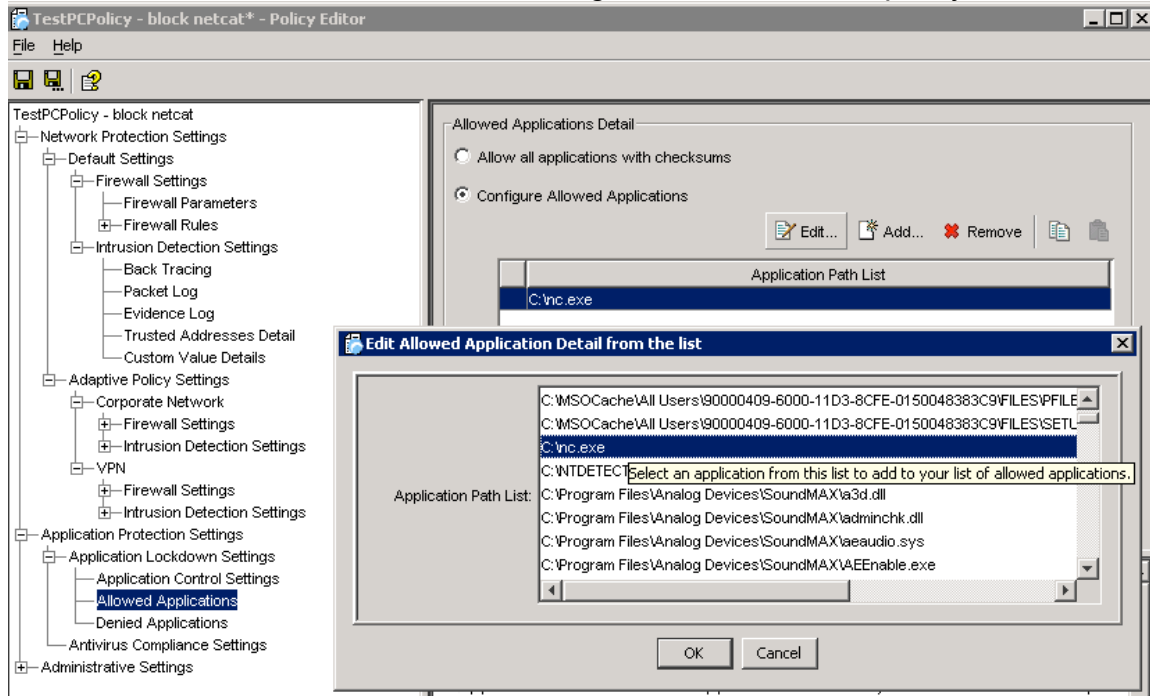 TestPCPolicy - block netcat* - Policy Editor
File Help
TestPCPolicy - block netcat
Network Protection Settings
Default Settings
Firewall Settings
Firewall Parameters
Firewall Rules
Intrusion Detection Settings
Back Tracing
Packet Log
Evidence Log
Trusted Addresses Detail
Custom Value Details
Adaptive Policy Settings
Corporate Network
Firewall Settings
Intrusion Detection Settings
VPN
Firewall Settings
Intrusion Detection Settings
Application Protection Settings
Application Lockdown Settings
Application Control Settings
Allowed Applications
Denied Applications
Antivirus Compliance Settings
Administrative Settings
Allowed Applications Detail
Allow all applications with checksums
Configure Allowed Applications
Edit... Add... Remove
Application Path List
C:\nc.exe
Edit Allowed Application Detail from the list
Application Path List:
C:\MSOCache\All Users\90000409-6000-11D3-8CFE-0150048383C9\FILES\PFILE
C:\MSOCache\All Users\90000409-6000-11D3-8CFE-0150048383C9\FILES\SETU
C:\nc.exe
C:\NTDETECT
Select an application from this list to add to your list of allowed applications.
C:\Program Files\Analog Devices\SoundMAX\a3d.dll
C:\Program Files\Analog Devices\SoundMAX\adminchk.dll
C:\Program Files\Analog Devices\SoundMAX\aeaudio.sys
C:\Program Files\Analog Devices\SoundMAX\AEEnable.exe
OK Cancel